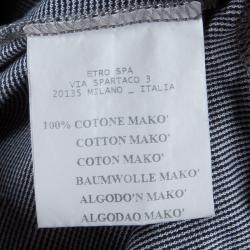 ETRO SPA
VIA SPARTACO 3
20135 MILANO _ ITALIA
100% COTONE MAKO'
COTTON MAKO'
COTON MAKO'
BAUMWOLLE MAKO'
ALGODO'N MAKO'
ALGODAO MAKO'